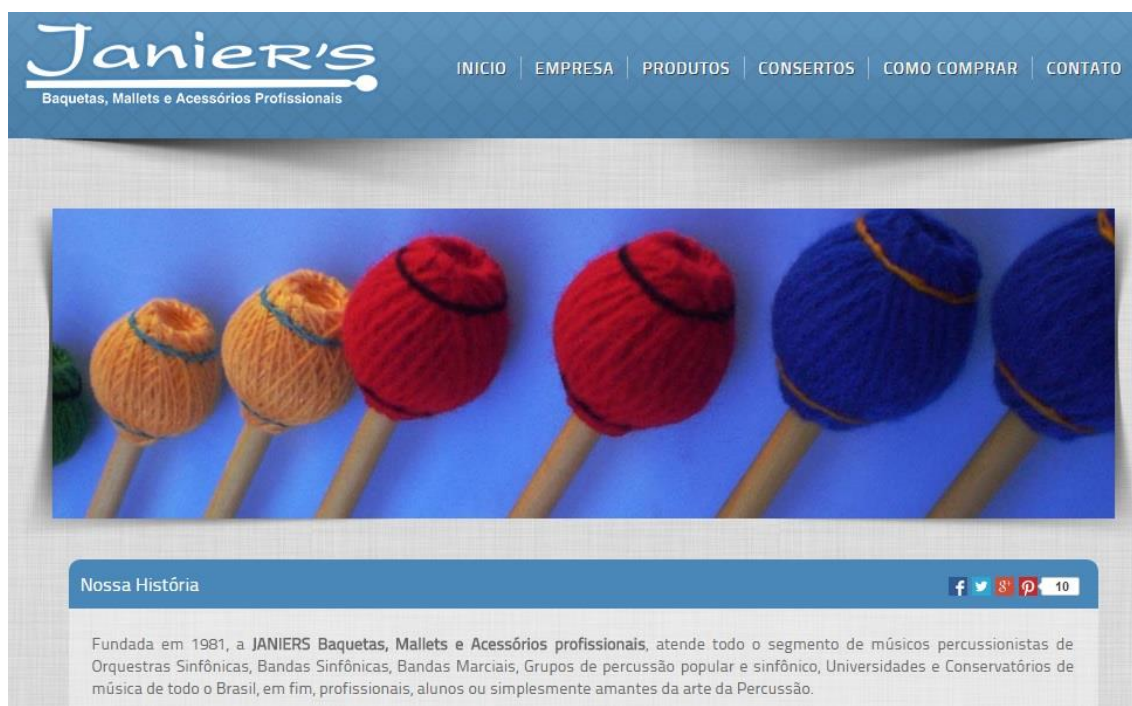 Janier's
Baquetas, Mallets e Acessórios Profissionais
INICIO EMPRESA PRODUTOS CONSERTOS COMO COMPRAR CONTATO
Nossa História
f 8+ 10
Fundada em 1981, a JANIERS Baquetas, Mallets e Acessórios profissionais, atende todo o segmento de músicos percussionistas de
Orquestras Sinfônicas, Bandas Sinfônicas, Bandas Marciais, Grupos de percussão popular e sinfônico, Universidades e Conservatórios de
música de todo o Brasil, em fim, profissionais, alunos ou simplesmente amantes da arte da Percussão.